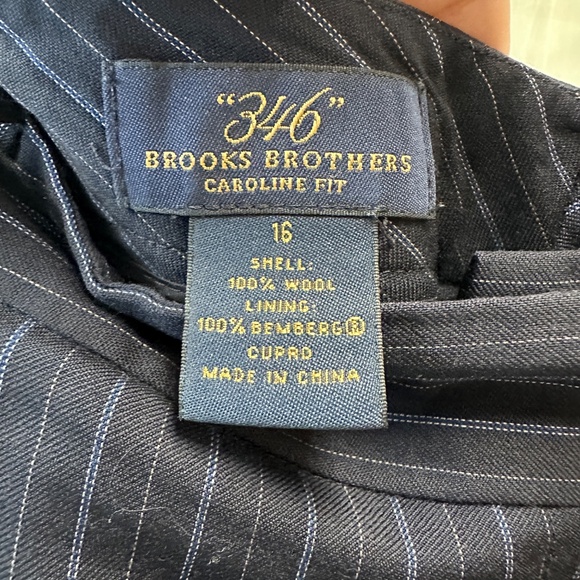 "346"
BROOKS BROTHERS
CAROLINE FIT
16
SHELL:
100% WOOL
LINING:
100% BEMBERG®
CUPRO
MADE IN CHINA